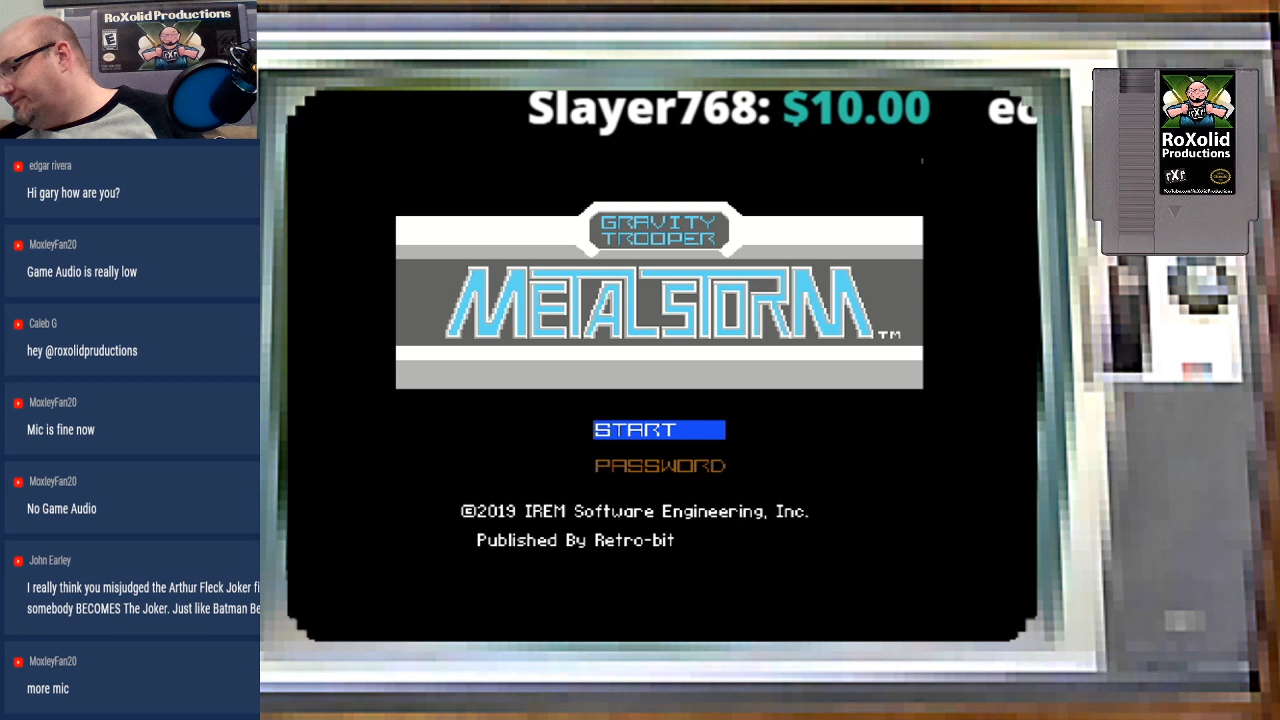 RoXolid Productions
Slayer768: $10.00
edgar rivera
Hi gary how are you?
MoxleyFan20
Game Audio is really low
Caleb G
hey @roxolidpruductions
MoxleyFan20
Mic is fine now
MoxleyFan20
No Game Audio
John Earley
I really think you misjudged the Arthur Fleck Joker fi
somebody BECOMES The Joker. Just like Batman Be
MoxleyFan20
more mic
GRAVITY
TROOPER
METAL STORM™
START
PASSWORD
©2019 IREM Software Engineering, Inc.
Published By Retro-bit
RoXolid
Productions
rXr